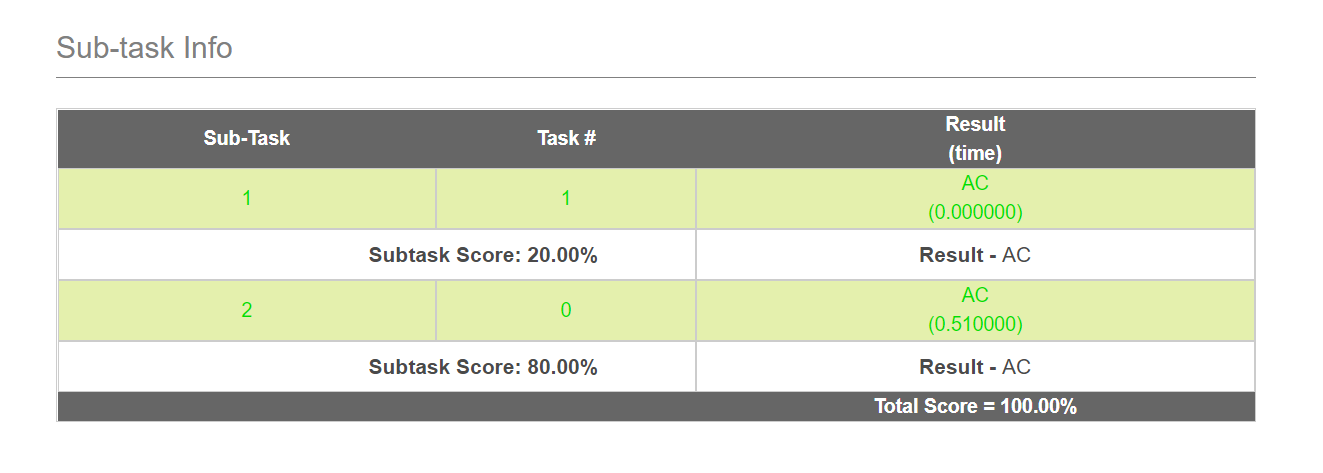 Sub-task Info
Sub-Task Task # Result
(time)
1 1 AC
(0.000000)
Subtask Score: 20.00% Result - AC
2 0 AC
(0.510000)
Subtask Score: 80.00% Result - AC
Total Score = 100.00%